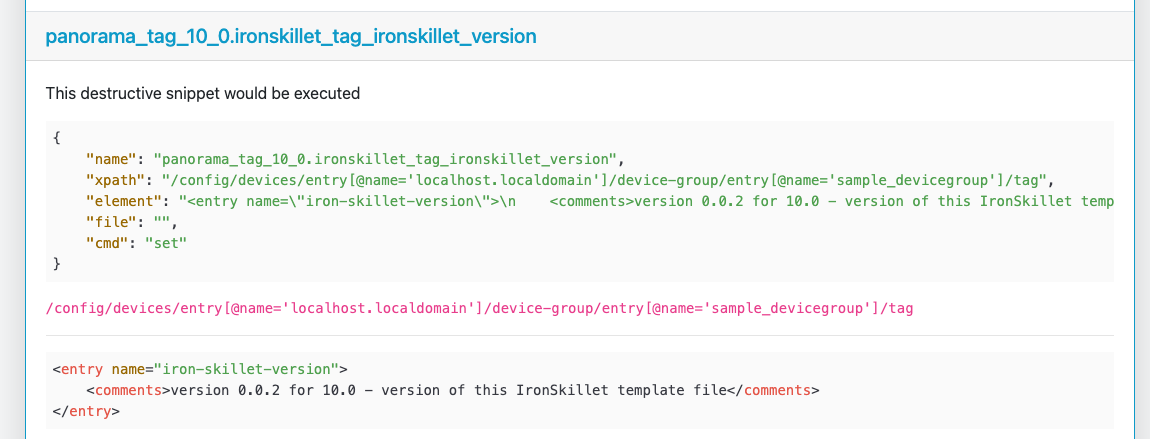 panorama_tag_10_0.ironskillet_tag_ironskillet_version
This destructive snippet would be executed
{
    "name": "panorama_tag_10_0.ironskillet_tag_ironskillet_version",
    "xpath": "/config/devices/entry[@name='localhost.localdomain']/device-group/entry[@name='sample_devicegroup']/tag",
    "element": "<entry name=\"iron-skillet-version\">\n    <comments>version 0.0.2 for 10.0 - version of this IronSkillet temp
    "file": "",
    "cmd": "set"
}
/config/devices/entry[@name='localhost.localdomain']/device-group/entry[@name='sample_devicegroup']/tag
<entry name="iron-skillet-version">
    <comments>version 0.0.2 for 10.0 - version of this IronSkillet template file</comments>
</entry>